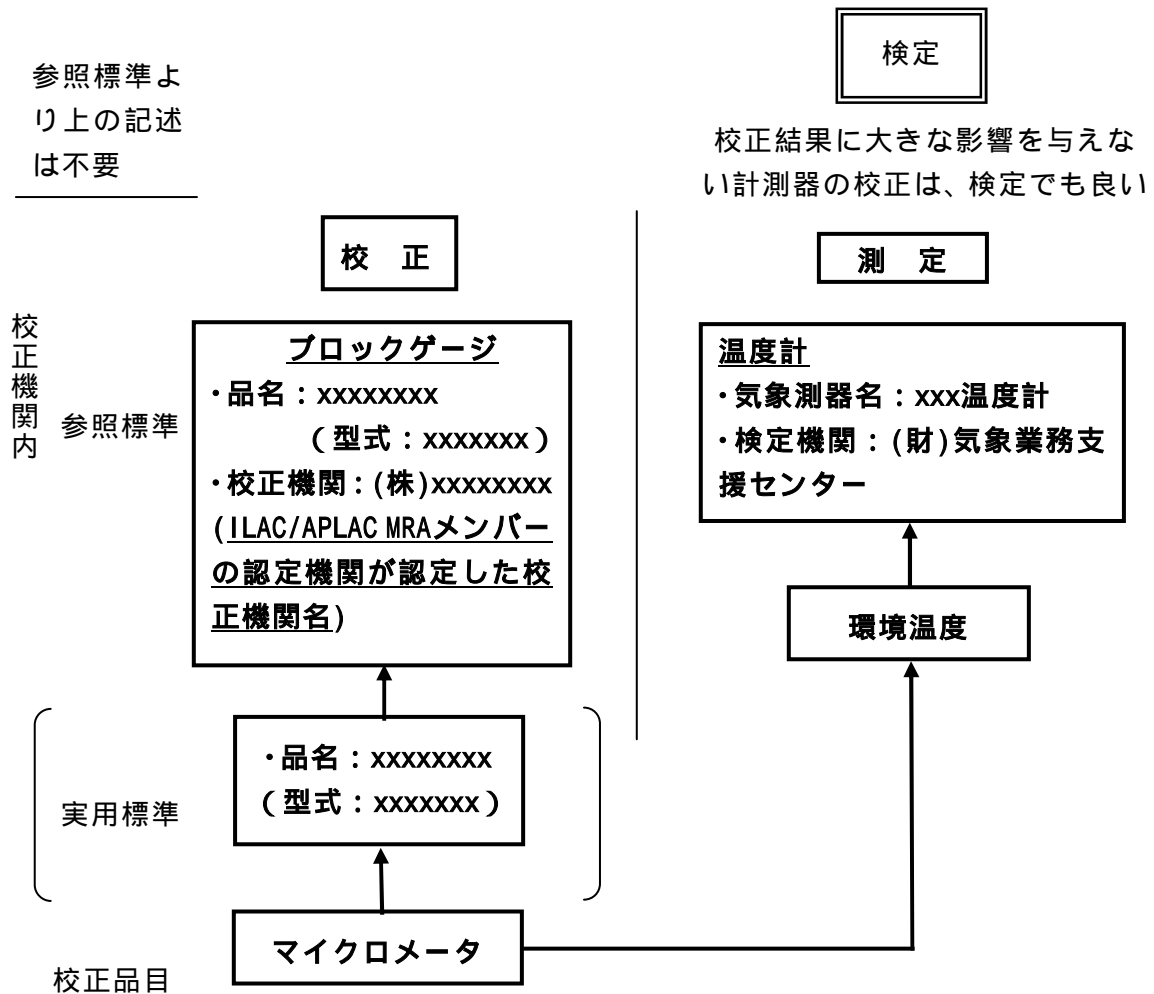 参照標準よ
り上の記述
は不要
検定
校正結果に大きな影響を与えな
い計測器の校正は、検定でも良い
校 正
測 定
校正機関内
参照標準
ブロックゲージ
・品名：xxxxxxxx
（型式：xxxxxxx）
・校正機関：(株)xxxxxxxx
(ILAC/APLAC MRAメンバー
の認定機関が認定した校
正機関名)
温度計
・気象測器名：xxx温度計
・検定機関：(財)気象業務支
援センター
環境温度
実用標準
・品名：xxxxxxxx
（型式：xxxxxxx）
マイクロメータ
校正品目